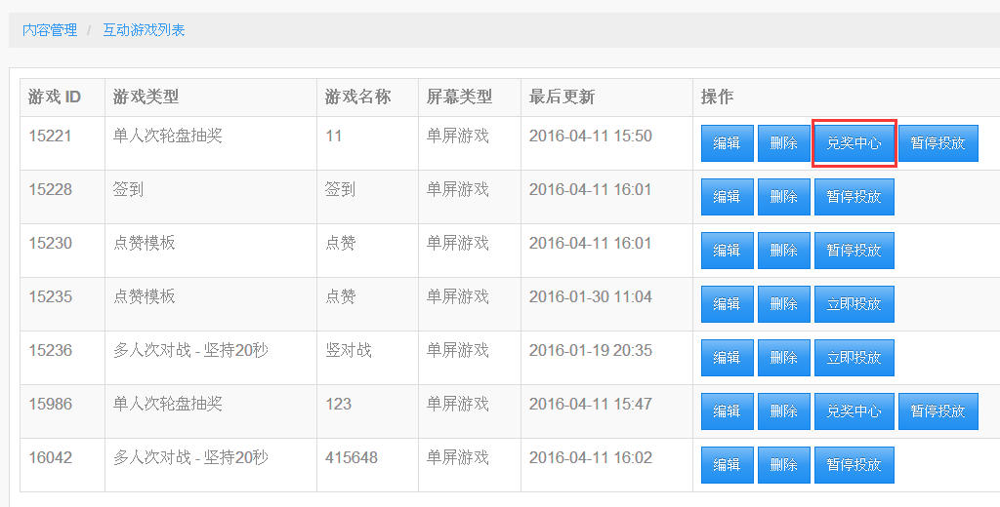 内容管理 / 互动游戏列表
游戏 ID 游戏类型 游戏名称 屏幕类型 最后更新 操作
15221 单人次轮盘抽奖 11 单屏游戏 2016-04-11 15:50 编辑 删除 兑奖中心 暂停投放
15228 签到 签到 单屏游戏 2016-04-11 16:01 编辑 删除 暂停投放
15230 点赞模板 点赞 单屏游戏 2016-04-11 16:01 编辑 删除 暂停投放
15235 点赞模板 点赞 单屏游戏 2016-01-30 11:04 编辑 删除 立即投放
15236 多人次对战 - 坚持20秒 竖对战 单屏游戏 2016-01-19 20:35 编辑 删除 立即投放
15986 单人次轮盘抽奖 123 单屏游戏 2016-04-11 15:47 编辑 删除 兑奖中心 暂停投放
16042 多人次对战 - 坚持20秒 415648 单屏游戏 2016-04-11 16:02 编辑 删除 暂停投放